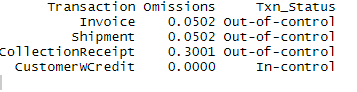 Transaction Omissions Txn_Status
Invoice 0.0502 Out-of-control
Shipment 0.0502 Out-of-control
CollectionReceipt 0.3001 Out-of-control
CustomerWCredit 0.0000 In-control